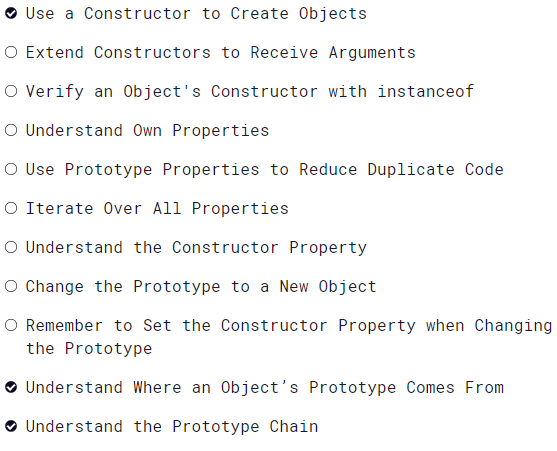 Use a Constructor to Create Objects
Extend Constructors to Receive Arguments
Verify an Object's Constructor with instanceof
Understand Own Properties
Use Prototype Properties to Reduce Duplicate Code
Iterate Over All Properties
Understand the Constructor Property
Change the Prototype to a New Object
Remember to Set the Constructor Property when Changing
the Prototype
Understand Where an Object’s Prototype Comes From
Understand the Prototype Chain